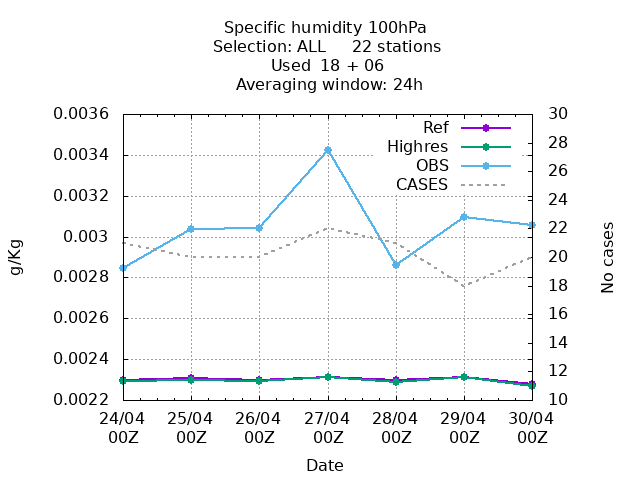 Specific humidity 100hPa
Selection: ALL 22 stations
Used 18 + 06
Averaging window: 24h
0.0036
0.0034
0.0032
0.003
0.0028
0.0026
0.0024
0.0022
g/Kg
Ref
Highres
OBS
CASES
30
28
26
24
22
20
18
16
14
12
10
No cases
24/04 25/04 26/04 27/04 28/04 29/04 30/04
00Z 00Z 00Z 00Z 00Z 00Z 00Z
Date